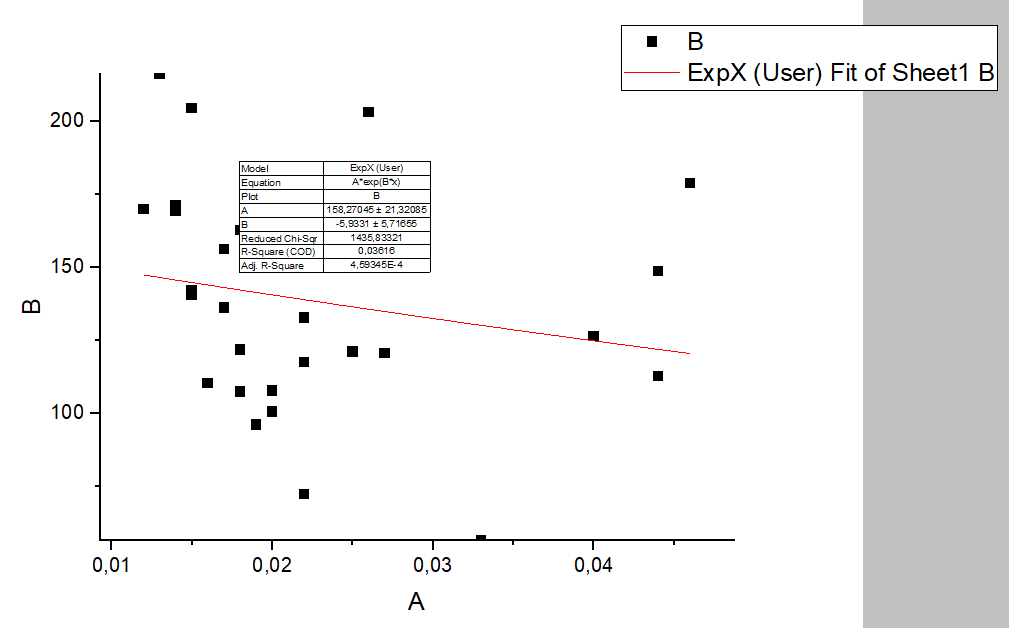 B
ExpX (User) Fit of Sheet1 B
200
150
100
B
Model ExpX (User)
Equation A*exp(B*x)
Plot B
A 158,27045 ± 21,32085
B -5,9331 ± 5,71655
Reduced Chi-Sqr 1435,83321
R-Square (COD) 0,03616
Adj. R-Square 4,59345E-4
0,01 0,02 0,03 0,04
A